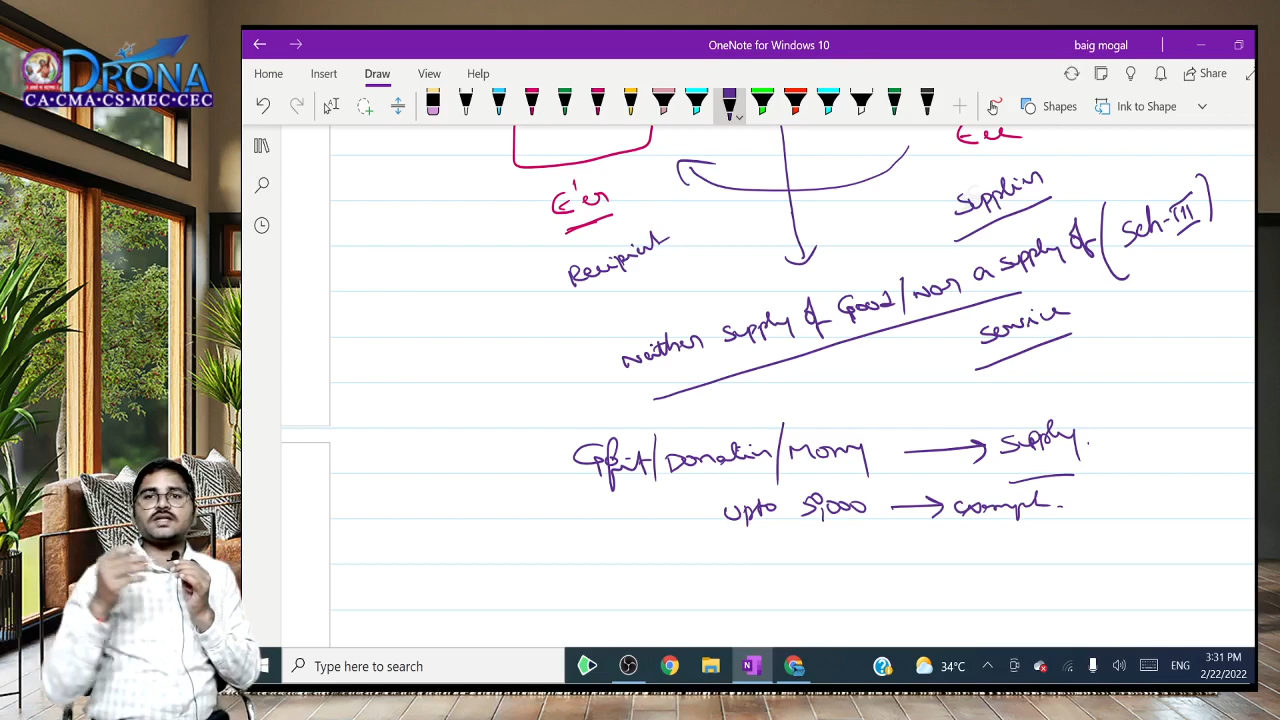 DRONA
CA•CMA•CS•MEC•CEC
OneNote for Windows 10
baig mogal
Home Insert Draw View Help
Share
Shapes
Ink to Shape
E'er
Recipient
Supplier
Neither supply of Good/Nor a supply of (Sch-III)
Service
Gift/Donation/Money → Supply.
upto 50,000 → exempt.
Type here to search
34°C
ENG
3:31 PM
2/22/2022